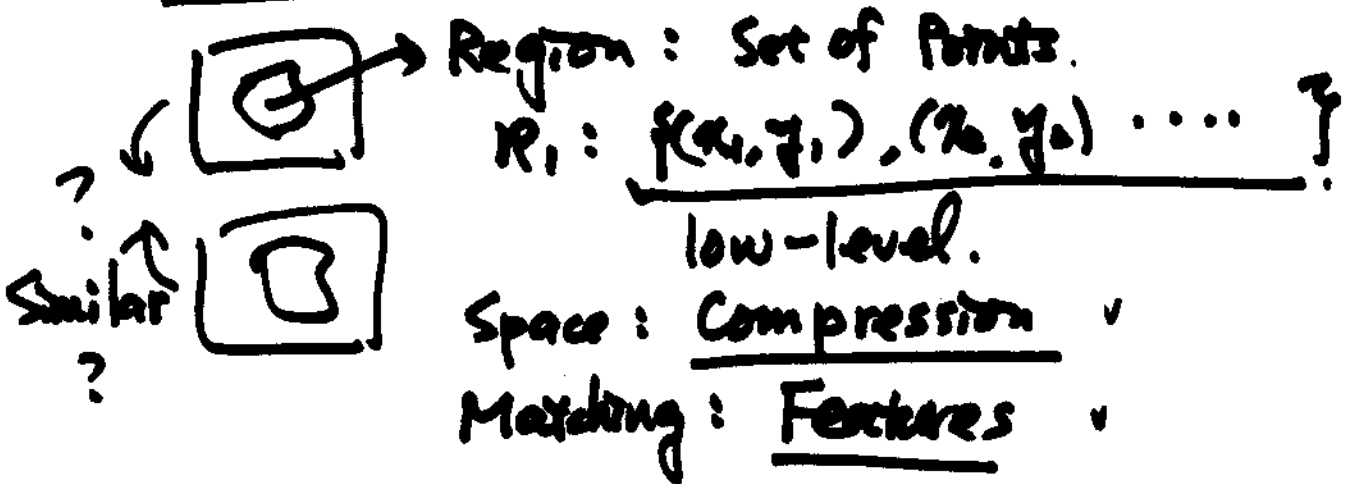 Region : Set of Points.
R₁ : {(x₁, y₁), (x₂, y₂) ···· }.
low-level.
?
Similar
?
Space : Compression ✓
Matching : Features ✓